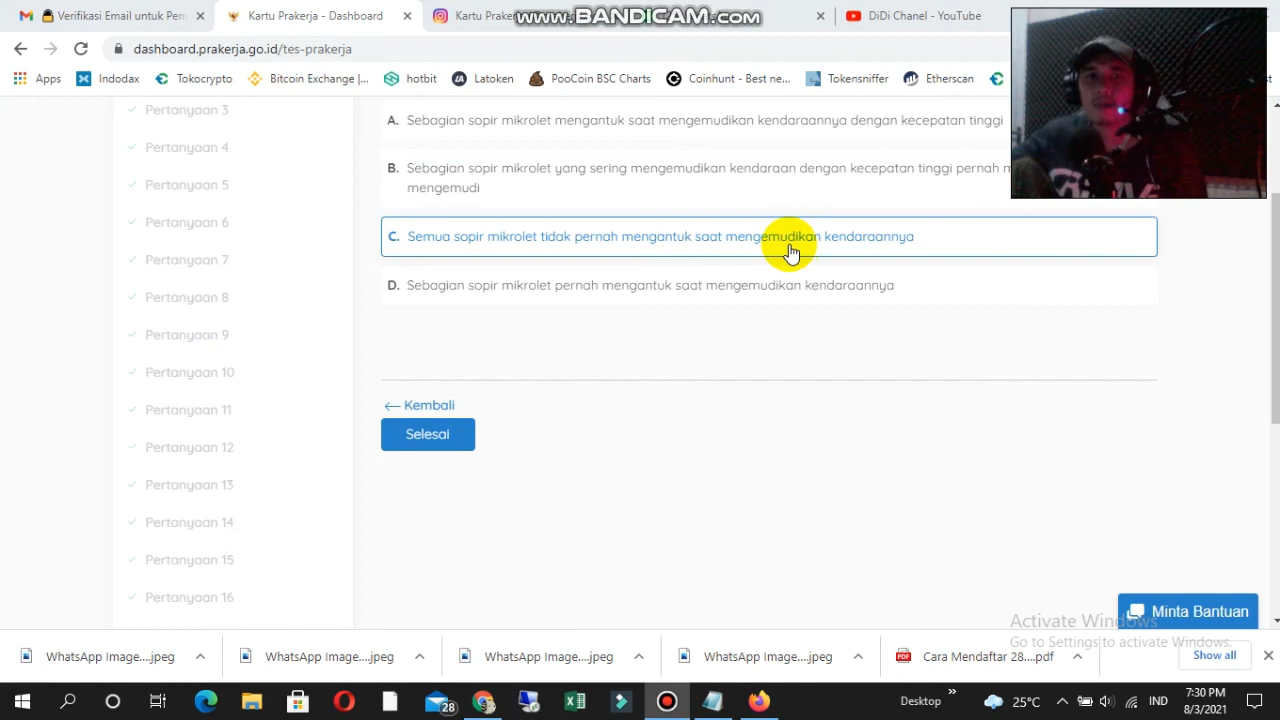 Verifikasi Email untuk Pem
Kartu Prakerja - Dashboard
Kartu Prakerja
DiDi Chanel - YouTube
www.BANDICAM.com
dashboard.prakerja.go.id/tes-prakerja
Apps
Indodax
Tokocrypto
Bitcoin Exchange |...
hotbit
Latoken
PooCoin BSC Charts
Coinhunt - Best ne...
Tokensniffer
Etherscan
Pertanyaan 3
Pertanyaan 4
Pertanyaan 5
Pertanyaan 6
Pertanyaan 7
Pertanyaan 8
Pertanyaan 9
Pertanyaan 10
Pertanyaan 11
Pertanyaan 12
Pertanyaan 13
Pertanyaan 14
Pertanyaan 15
Pertanyaan 16
A. Sebagian sopir mikrolet mengantuk saat mengemudikan kendaraannya dengan kecepatan tinggi
B. Sebagian sopir mikrolet yang sering mengemudikan kendaraan dengan kecepatan tinggi pernah
mengemudi
C. Semua sopir mikrolet tidak pernah mengantuk saat mengemudikan kendaraannya
D. Sebagian sopir mikrolet pernah mengantuk saat mengemudikan kendaraannya
Kembali
Selesai
Minta Bantuan
Activate Windows
Go to Settings to activate Windows.
WhatsApp Image....jpeg
WhatsApp Image....jpeg
WhatsApp Image....jpeg
WhatsApp Image....jpeg
Cara Mendaftar 28....pdf
Show all
28
Desktop
25°C
IND
7:30 PM
8/3/2021